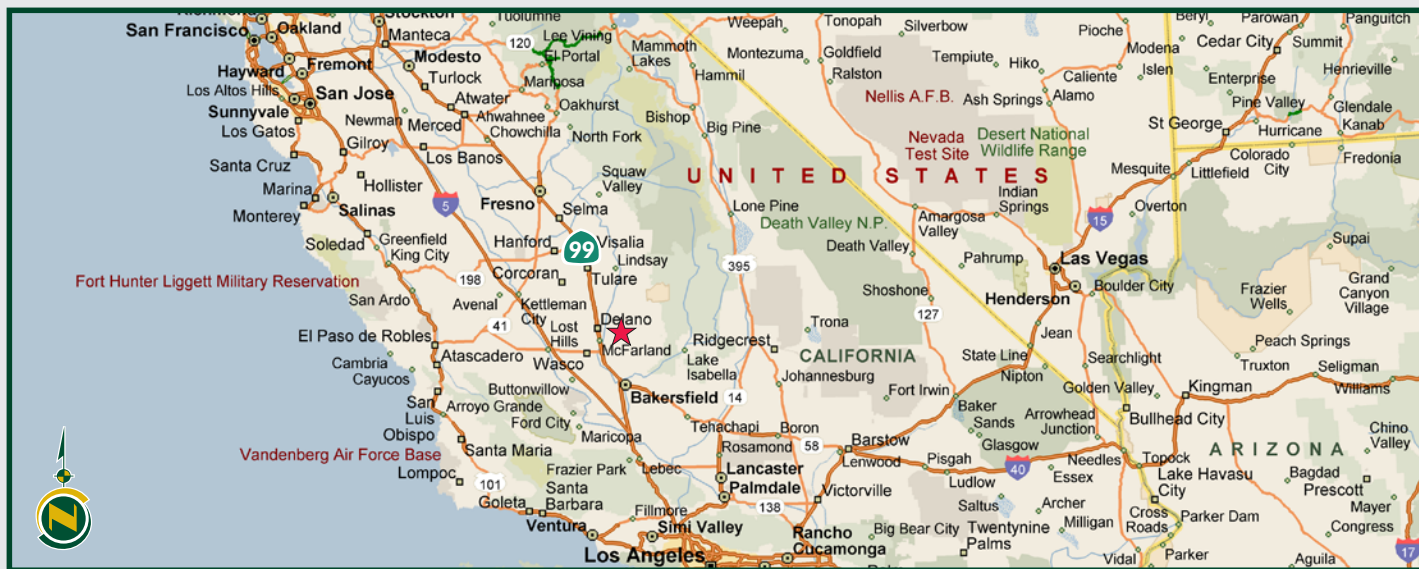 San Francisco
Oakland
Stockton
Manteca
Hayward
Fremont
Modesto
Los Altos Hills
San Jose
Turlock
Sunnyvale
Atwater
Los Gatos
Newman
Merced
Ahwahnee
Chowchilla
Santa Cruz
Gilroy
Los Banos
Marina
Hollister
Monterey
Salinas
Soledad
Greenfield
King City
Fort Hunter Liggett Military Reservation
San Ardo
El Paso de Robles
Cambria
Cayucos
Atascadero
San
Luis
Obispo
Arroyo Grande
Vandenberg Air Force Base
Santa Maria
Lompoc
101
Goleta
Santa
Barbara
Ventura
N
Tuolumne
120
Lee Vining
El Portal
Mariposa
Oakhurst
North Fork
Mammoth
Lakes
Hammil
Bishop
Big Pine
Squaw
Valley
5
Fresno
Selma
Hanford
99
Visalia
Lindsay
Corcoran
Tulare
198
Avenal
Kettleman
City
41
Lost
Hills
Delano
McFarland
Wasco
Buttonwillow
Bakersfield
Ford City
Maricopa
Frazier Park
Lebec
Fillmore
Simi Valley
Los Angeles
Lone Pine
395
Ridgecrest
Lake
Isabella
14
Tehachapi
Rosamond
Lancaster
Palmdale
138
Boron
58
Trona
Johannesburg
CALIFORNIA
Barstow
Lenwood
Victorville
Rancho
Cucamonga
Big Bear City
Weepah
Tonopah
Silverbow
Montezuma
Goldfield
Ralston
Tempiute
Hiko
Nellis A.F.B.
Ash Springs
Alamo
Caliente
Pioche
Nevada
Test Site
Desert National
Wildlife Range
UNITED STATES
Death Valley N.P.
Death Valley
Amargosa
Valley
Indian
Springs
Pahrump
Shoshone
127
Las Vegas
Henderson
Boulder City
15
Overton
Mesquite
Jean
State Line
Nipton
Searchlight
Fort Irwin
Baker
Sands
Glasgow
Arrowhead
Junction
Golden Valley
Bullhead City
Pisgah
Ludlow
40
Essex
Needles
Topock
Lake Havasu
City
Saltus
Archer
Twentynine
Palms
Milligan
Cross
Roads
Parker Dam
Vidal
Parker
Beryl
Parowan
Panguitch
Modena
Cedar City
Summit
Islen
Enterprise
Henrieville
Pine Valley
Glendale
St George
Hurricane
Kanab
Colorado
City
Fredonia
Littlefield
Supai
Grand
Canyon
Village
Frazier
Wells
Peach Springs
Truxton
Seligman
Kingman
Williams
ARIZONA
Chino
Valley
Bagdad
Prescott
Mayer
Congress
Aguila
17